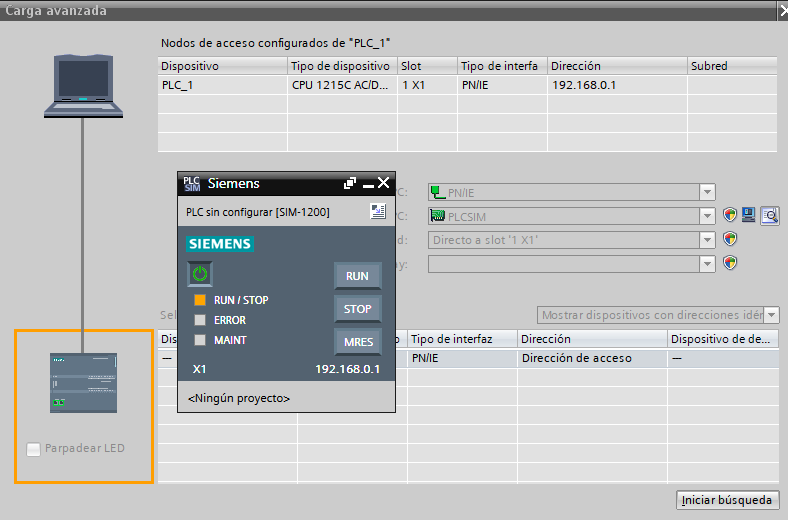 Carga avanzada
Nodos de acceso configurados de "PLC_1"
Dispositivo Tipo de dispositivo Slot Tipo de interfa Dirección Subred
PLC_1 CPU 1215C AC/D... 1 X1 PN/IE 192.168.0.1
PLC SIM Siemens
PLC sin configurar [SIM-1200]
SIEMENS
RUN
RUN / STOP
STOP
ERROR
MAINT
MRES
X1 192.168.0.1
<Ningún proyecto>
PC: PN/IE
PC: PLCSIM
d: Directo a slot '1 X1'
ay:
Sel
Mostrar dispositivos con direcciones idén
Dis o Tipo de interfaz Dirección Dispositivo de de...
— PN/IE Dirección de acceso —
Parpadear LED
Iniciar búsqueda